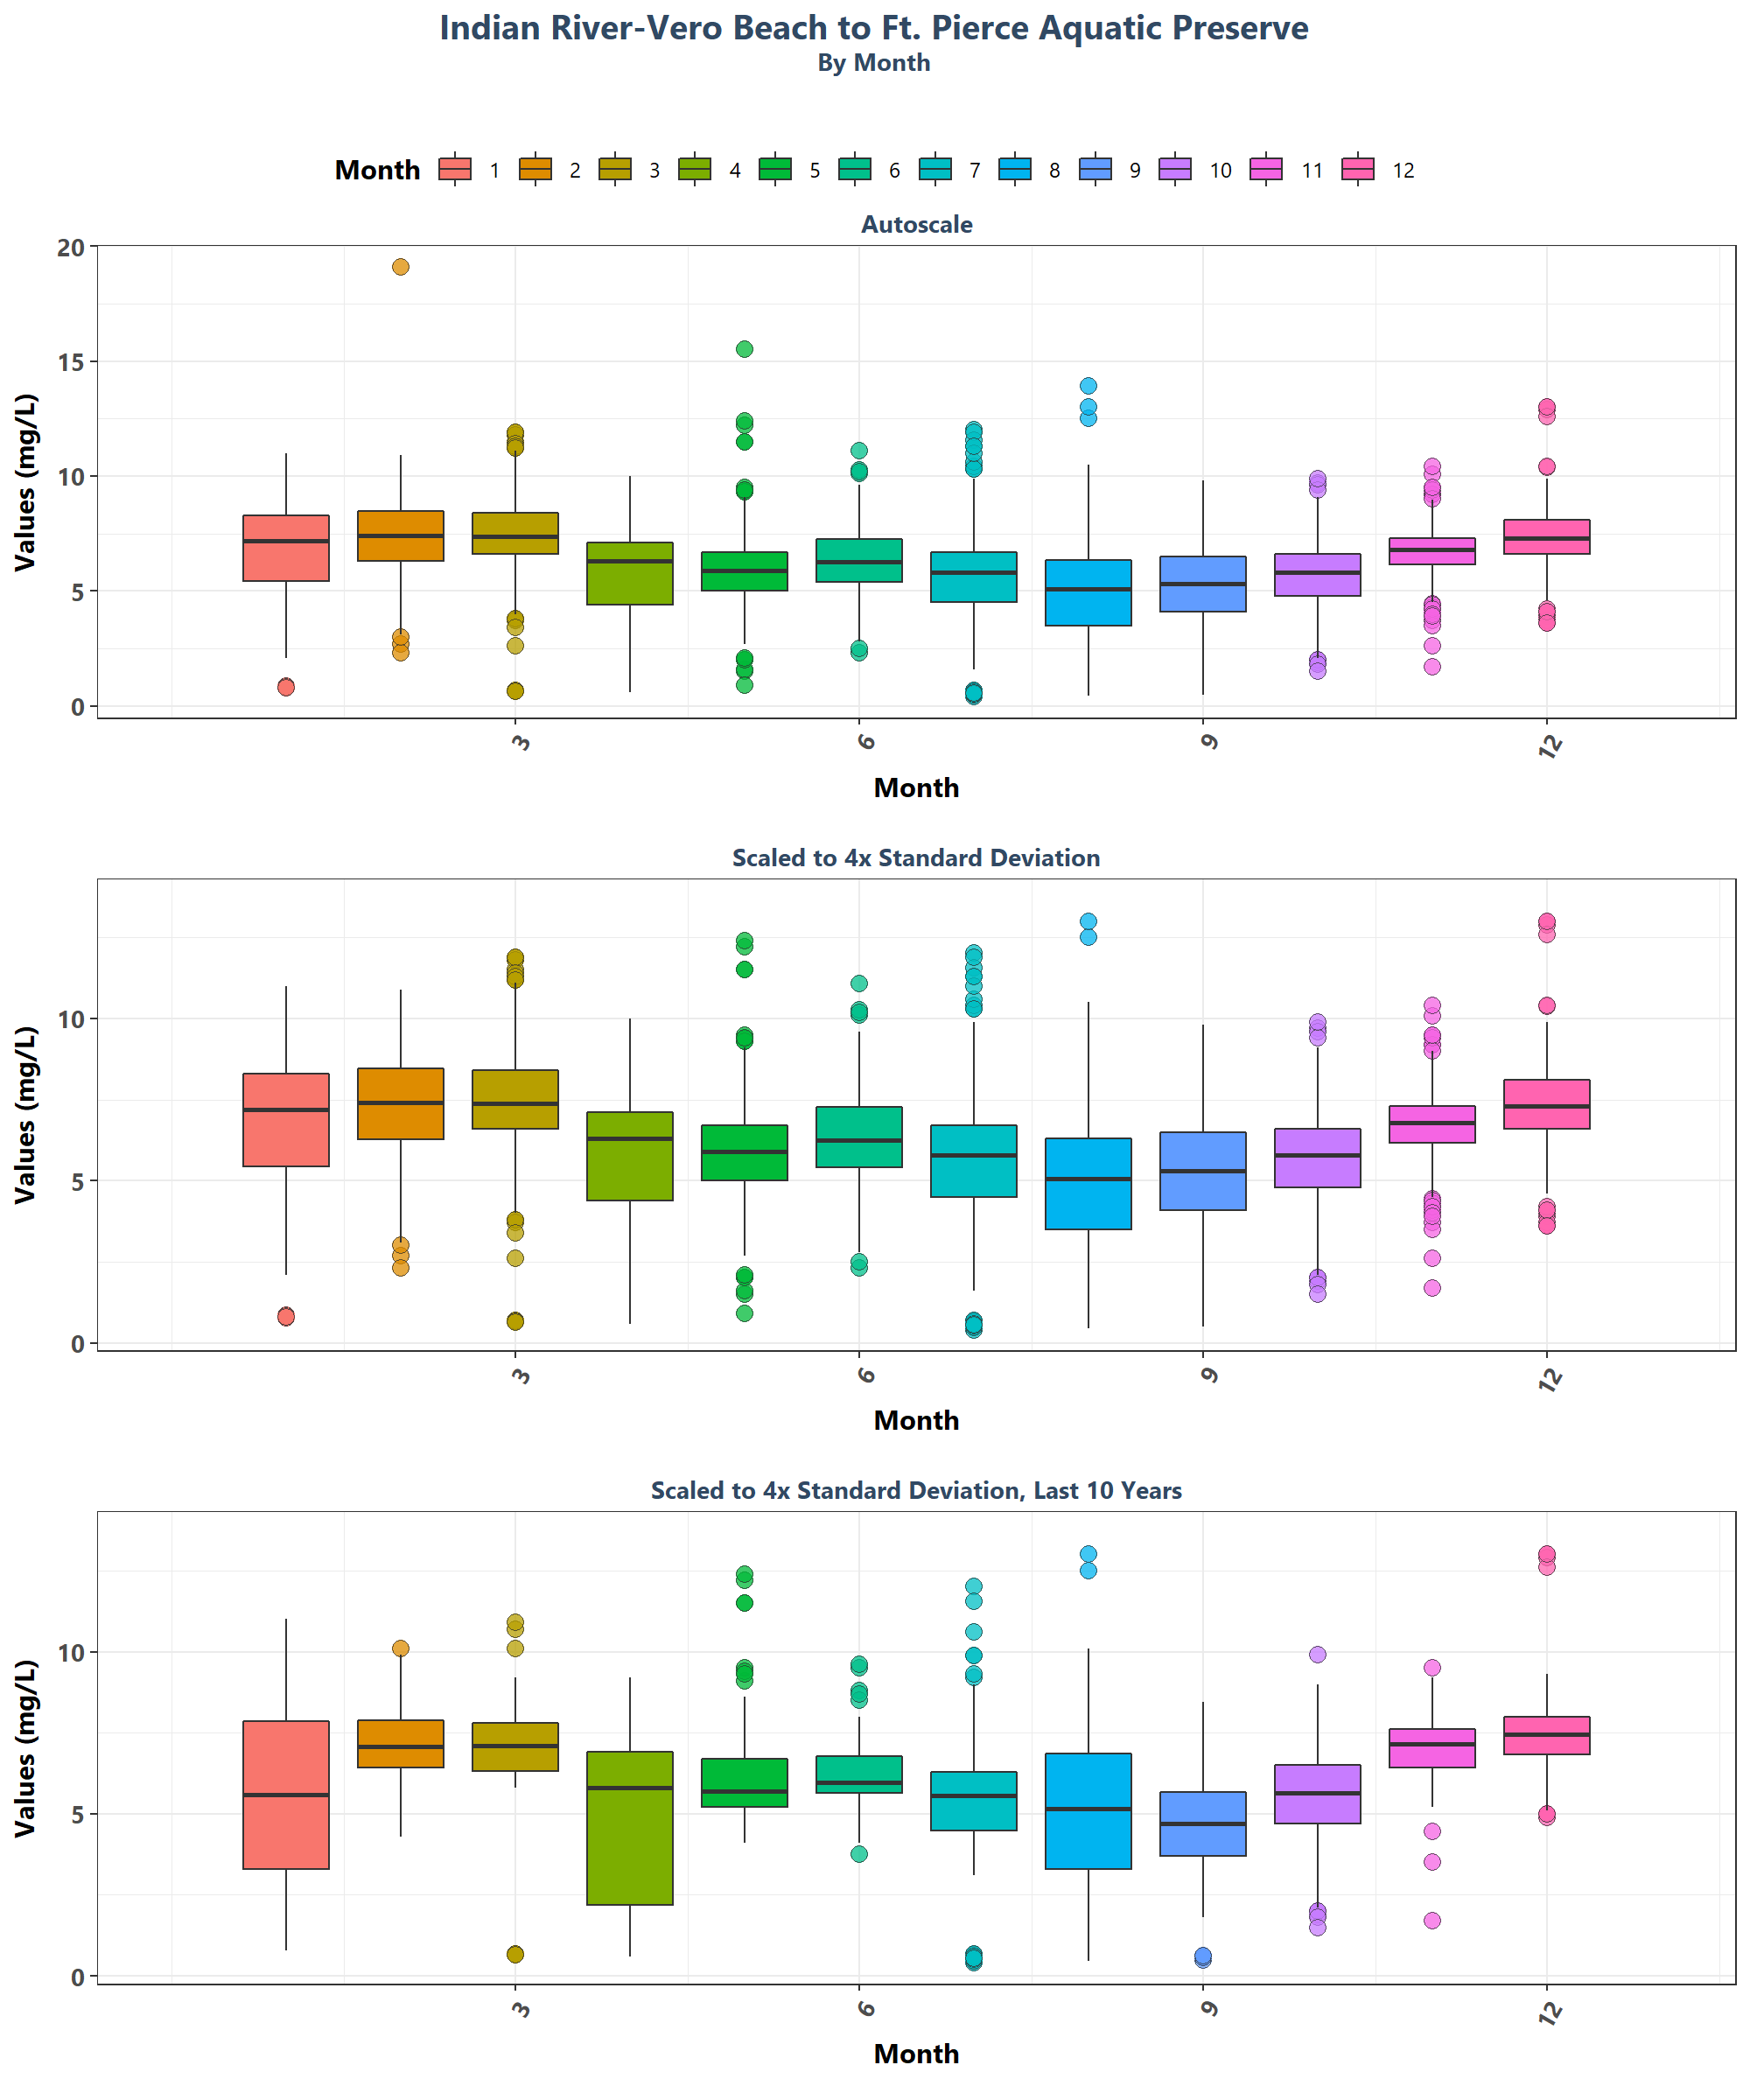 Indian River-Vero Beach to Ft. Pierce Aquatic Preserve
By Month
Month 1 2 3 4 5 6 7 8 9 10 11 12
Autoscale
Values (mg/L)
20
15
10
5
0
3 6 9 12
Month
Scaled to 4x Standard Deviation
Values (mg/L)
10
5
0
3 6 9 12
Month
Scaled to 4x Standard Deviation, Last 10 Years
Values (mg/L)
10
5
0
3 6 9 12
Month